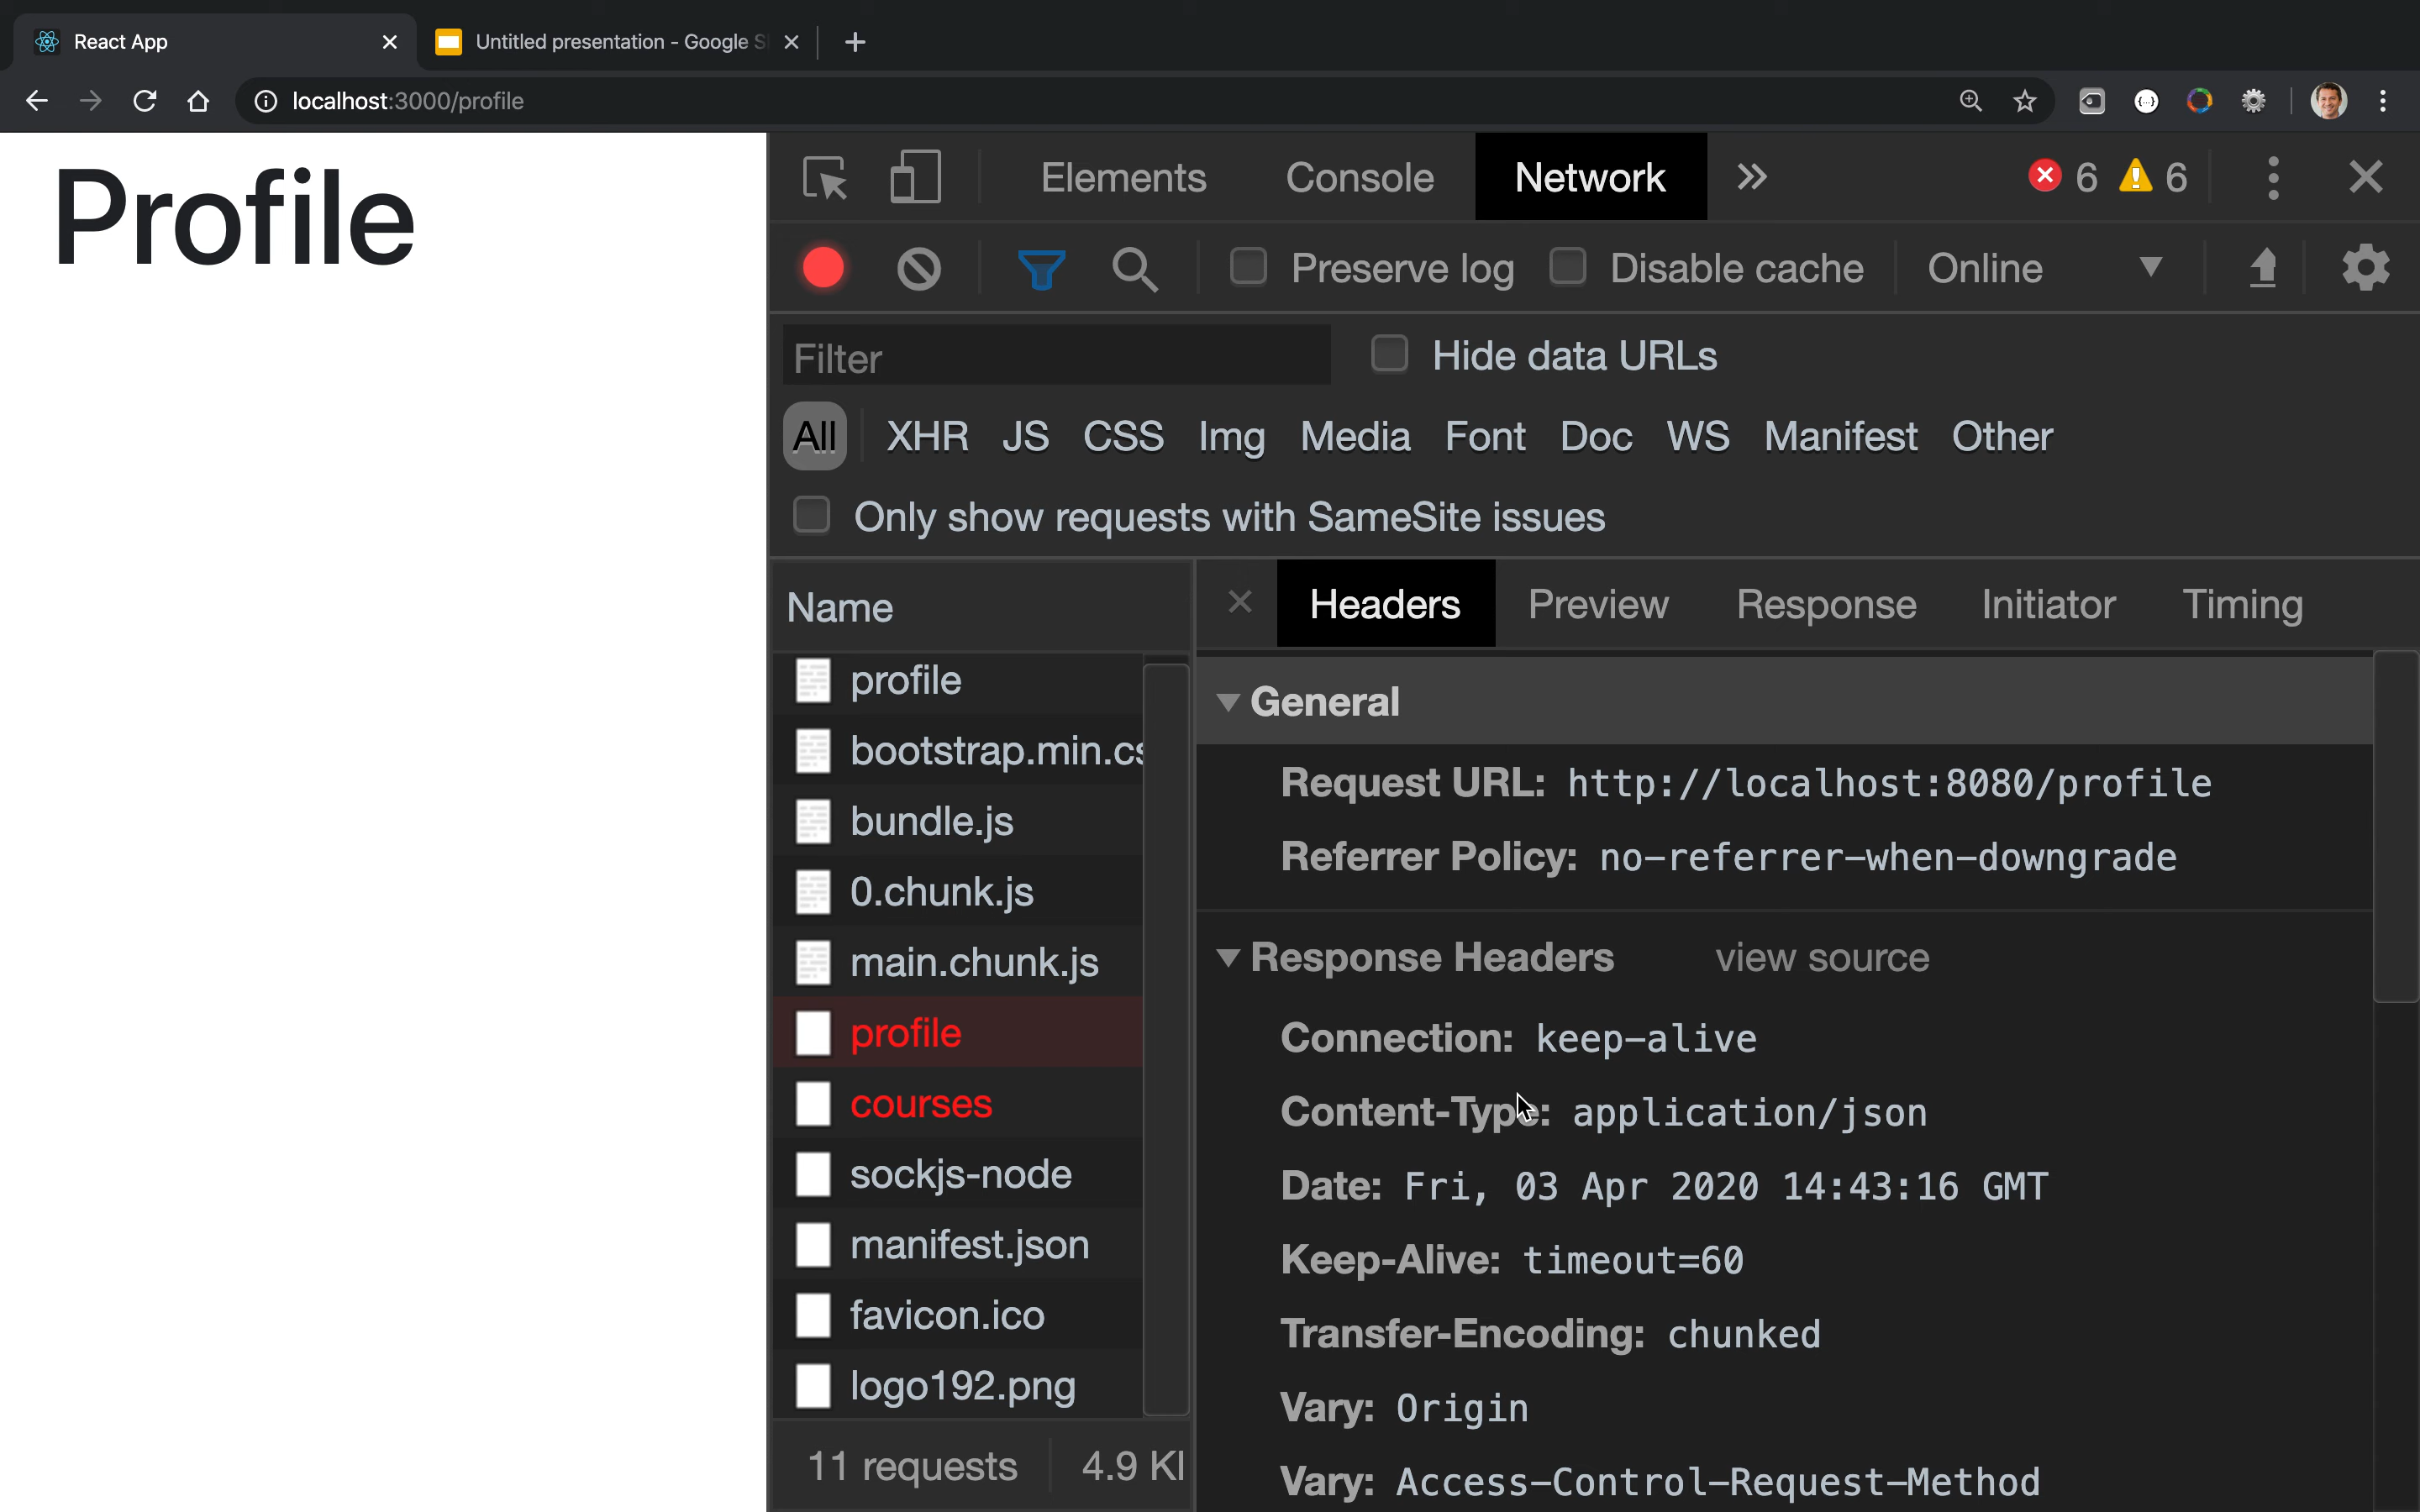 React App
Untitled presentation - Google S
localhost:3000/profile
Profile
Elements Console Network 6 6
Preserve log Disable cache Online
Filter Hide data URLs
All XHR JS CSS Img Media Font Doc WS Manifest Other
Only show requests with SameSite issues
Name
profile
bootstrap.min.cs
bundle.js
0.chunk.js
main.chunk.js
profile
courses
sockjs-node
manifest.json
favicon.ico
logo192.png
11 requests 4.9 KI
Headers Preview Response Initiator Timing
General
Request URL: http://localhost:8080/profile
Referrer Policy: no-referrer-when-downgrade
Response Headers view source
Connection: keep-alive
Content-Type: application/json
Date: Fri, 03 Apr 2020 14:43:16 GMT
Keep-Alive: timeout=60
Transfer-Encoding: chunked
Vary: Origin
Vary: Access-Control-Request-Method